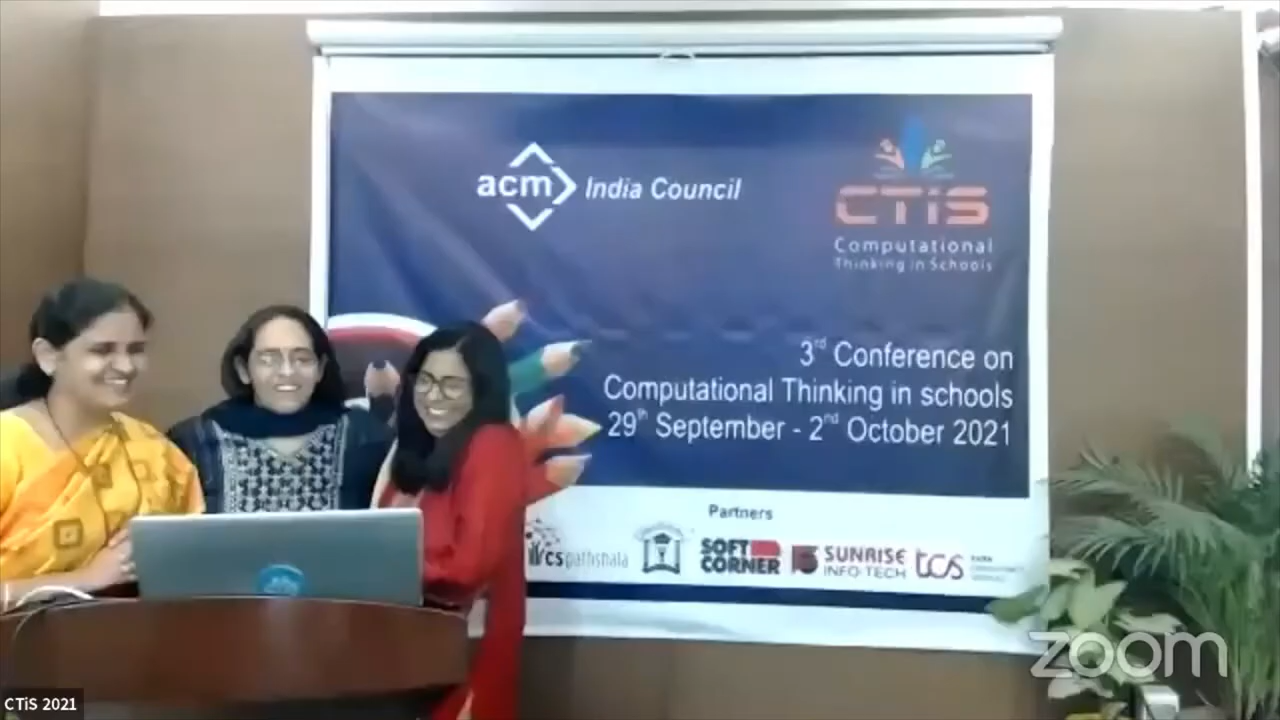 acm India Council
CTiS
Computational
Thinking in Schools
3rd Conference on
Computational Thinking in schools
29th September - 2nd October 2021
Partners
CS pathshala
SOFT
CORNER
SUNRISE
INFO-TECH
tcs
TATA
zoom
CTiS 2021